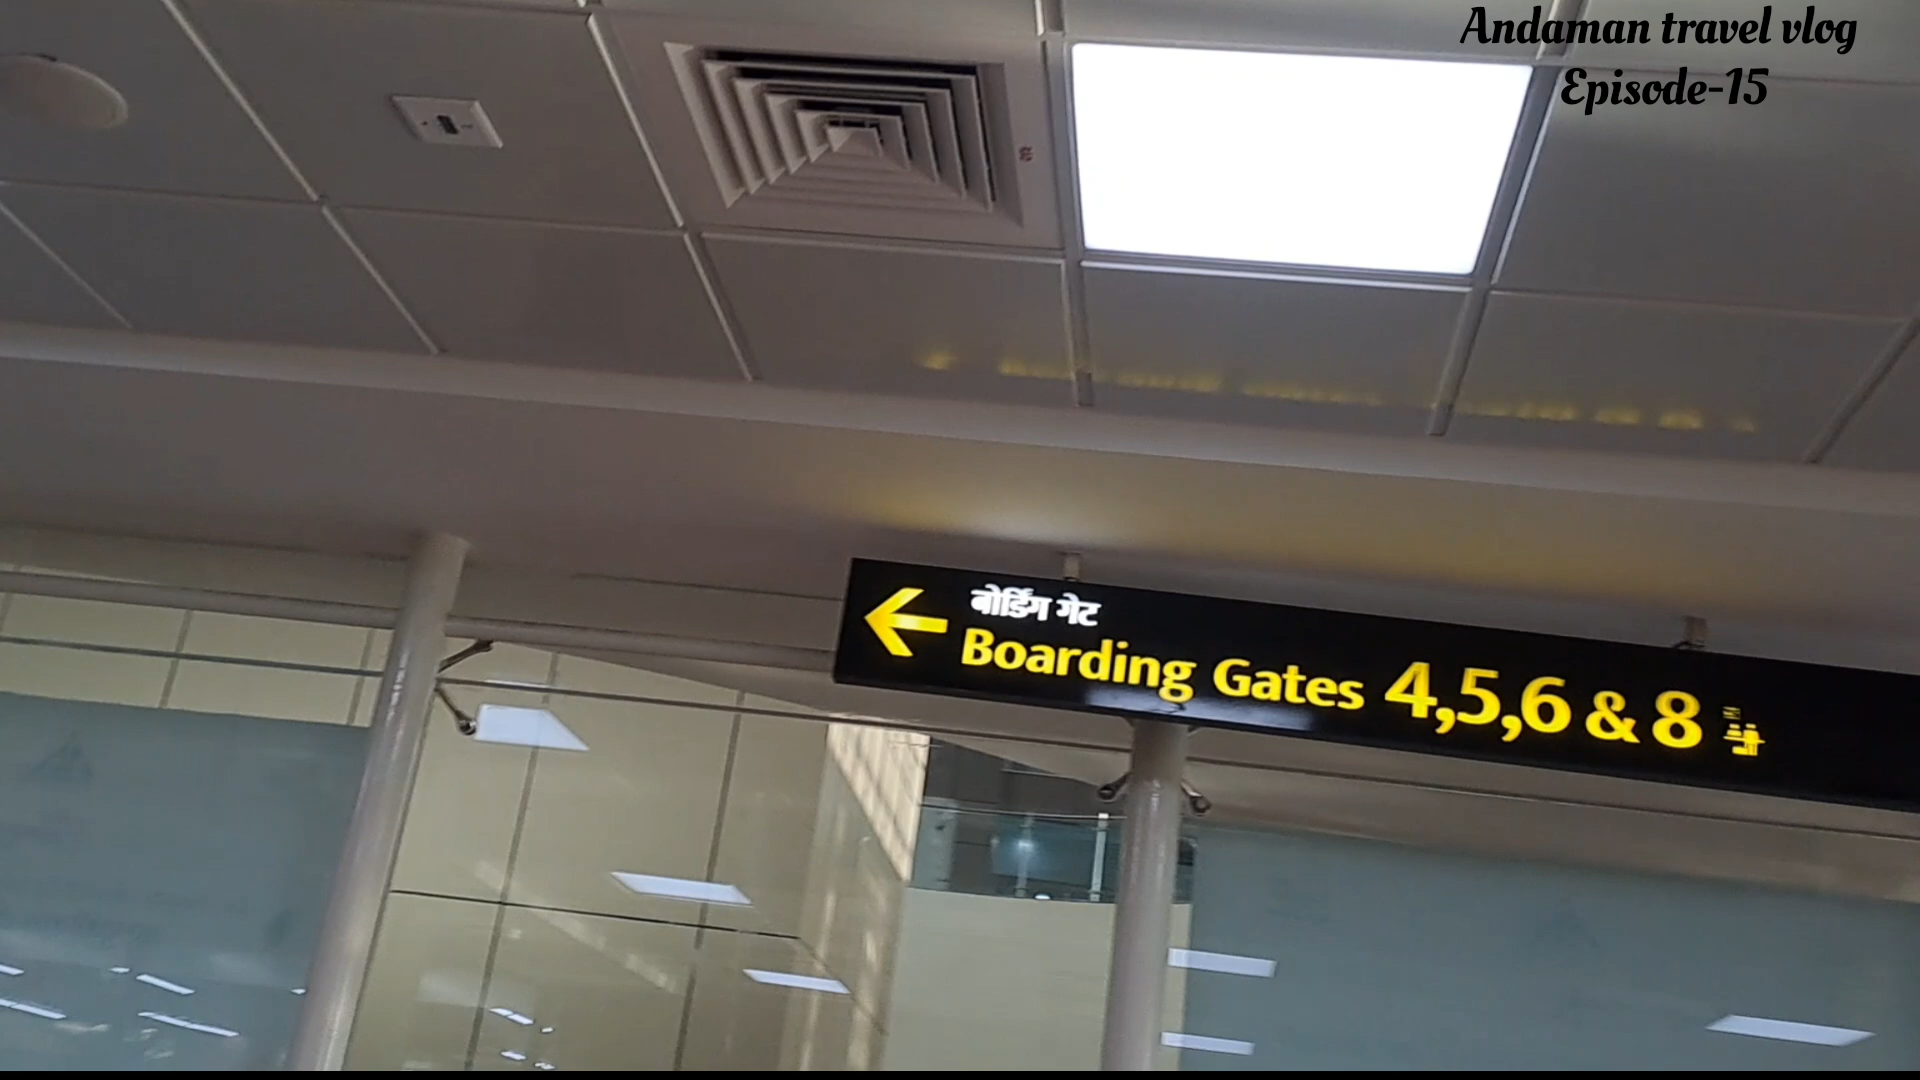 Andaman travel vlog
Episode-15
बोर्डिंग गेट
Boarding Gates 4,5,6 & 8